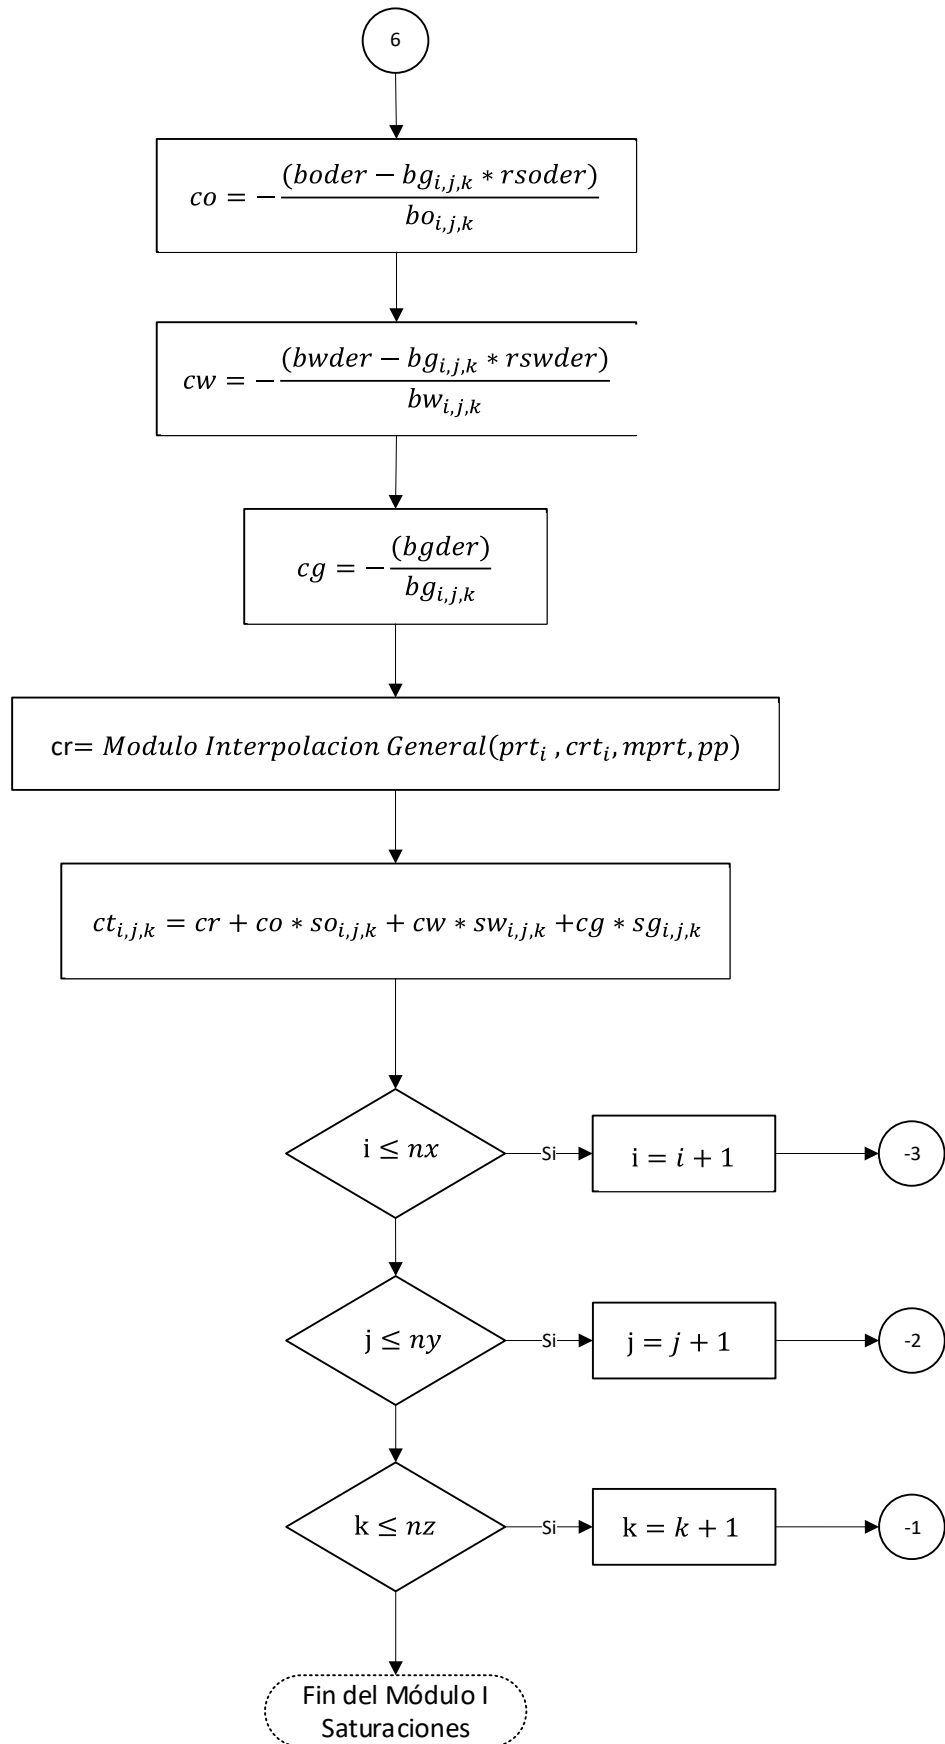 6
co = −(boder − bg_{i,j,k} * rsoder) / bo_{i,j,k}
cw = −(bwder − bg_{i,j,k} * rswder) / bw_{i,j,k}
cg = −(bgder) / bg_{i,j,k}
cr= Modulo Interpolacion General(prt_i , crt_i, mprt, pp)
ct_{i,j,k} = cr + co * so_{i,j,k} + cw * sw_{i,j,k} +cg * sg_{i,j,k}
i ≤ nx Si i = i + 1 -3
j ≤ ny Si j = j + 1 -2
k ≤ nz Si k = k + 1 -1
Fin del Módulo I
Saturaciones